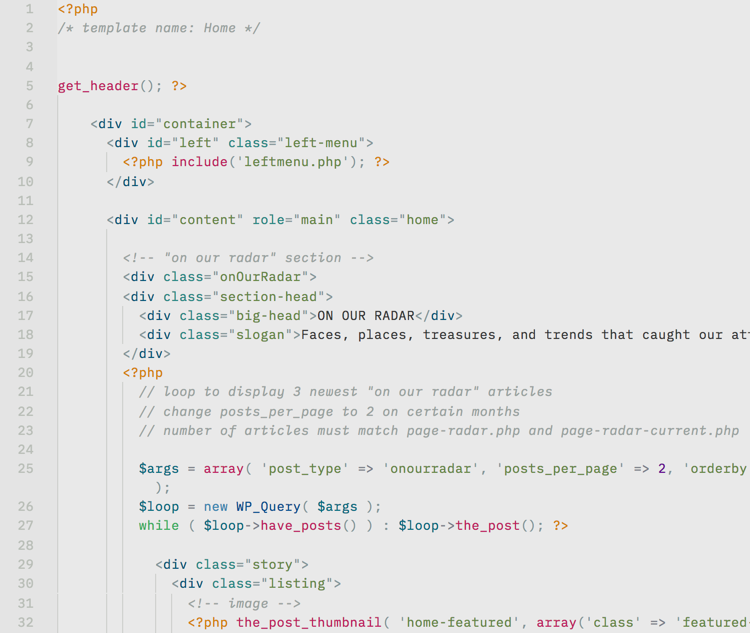 1 <?php
2 /* template name: Home */
3
4
5 get_header(); ?>
6
7 <div id="container">
8 <div id="left" class="left-menu">
9 <?php include('leftmenu.php'); ?>
10 </div>
11
12 <div id="content" role="main" class="home">
13
14 <!-- "on our radar" section -->
15 <div class="onOurRadar">
16 <div class="section-head">
17 <div class="big-head">ON OUR RADAR</div>
18 <div class="slogan">Faces, places, treasures, and trends that caught our
19 </div>
20 <?php
21 // loop to display 3 newest "on our radar" articles
22 // change posts_per_page to 2 on certain months
23 // number of articles must match page-radar.php and page-radar-current.php
24
25 $args = array( 'post_type' => 'onourradar', 'posts_per_page' => 2, 'orderby
);
26 $loop = new WP_Query( $args );
27 while ( $loop->have_posts() ) : $loop->the_post(); ?>
28
29 <div class="story">
30 <div class="listing">
31 <!-- image -->
32 <?php the_post_thumbnail( 'home-featured', array('class' => 'featured